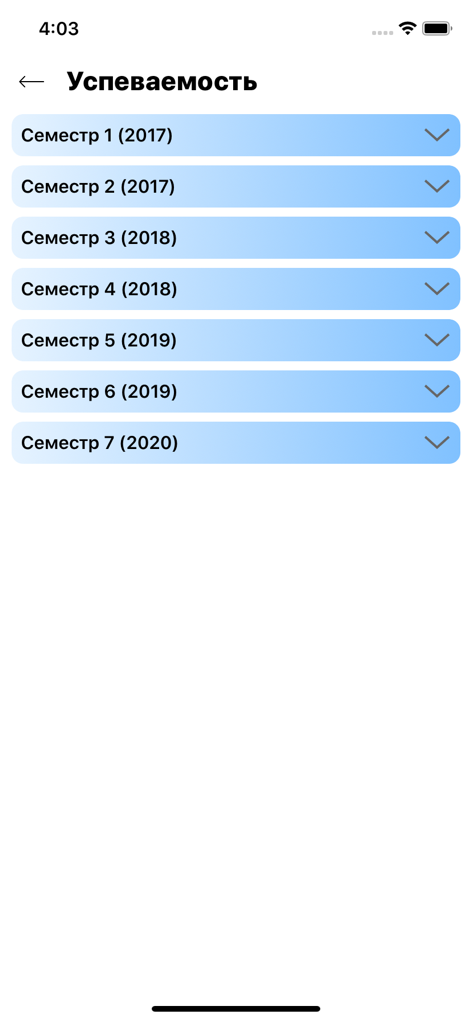 4:03
Успеваемость
Семестр 1 (2017)
Семестр 2 (2017)
Семестр 3 (2018)
Семестр 4 (2018)
Семестр 5 (2019)
Семестр 6 (2019)
Семестр 7 (2020)